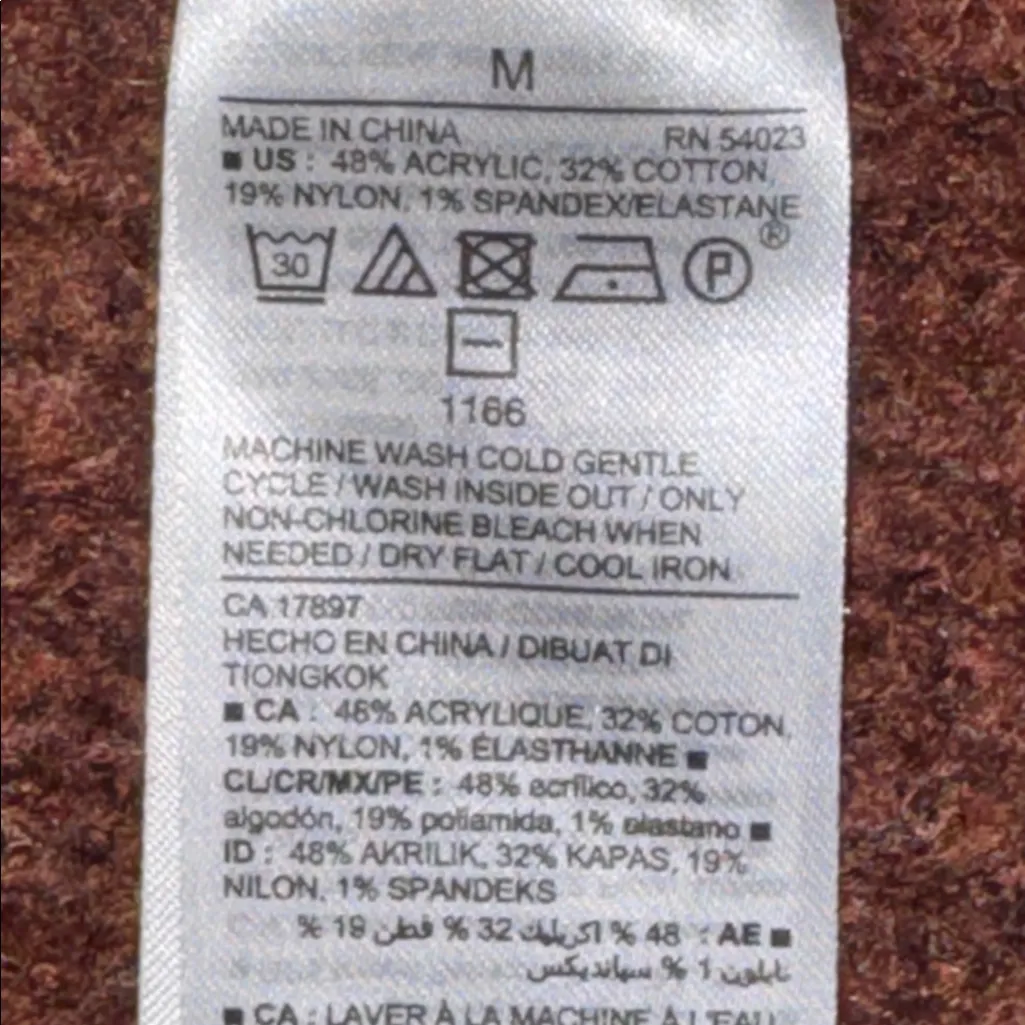 M
MADE IN CHINA RN 54023
■ US : 48% ACRYLIC, 32% COTTON,
19% NYLON, 1% SPANDEX/ELASTANE
30 P ®
1166
MACHINE WASH COLD GENTLE
CYCLE / WASH INSIDE OUT / ONLY
NON-CHLORINE BLEACH WHEN
NEEDED / DRY FLAT / COOL IRON
CA 17897
HECHO EN CHINA / DIBUAT DI
TIONGKOK
■ CA : 48% ACRYLIQUE, 32% COTON,
19% NYLON, 1% ÉLASTHANNE ■
CL/CR/MX/PE : 48% acrílico, 32%
algodón, 19% poliamida, 1% elastano ■
ID : 48% AKRILIK, 32% KAPAS, 19%
NILON, 1% SPANDEKS
■ AE : 48 % اكريليك 32 % قطن 19 %
نايلون 1 % سباندیكس
■ CA : LAVER À LA MACHINE À L'EAU